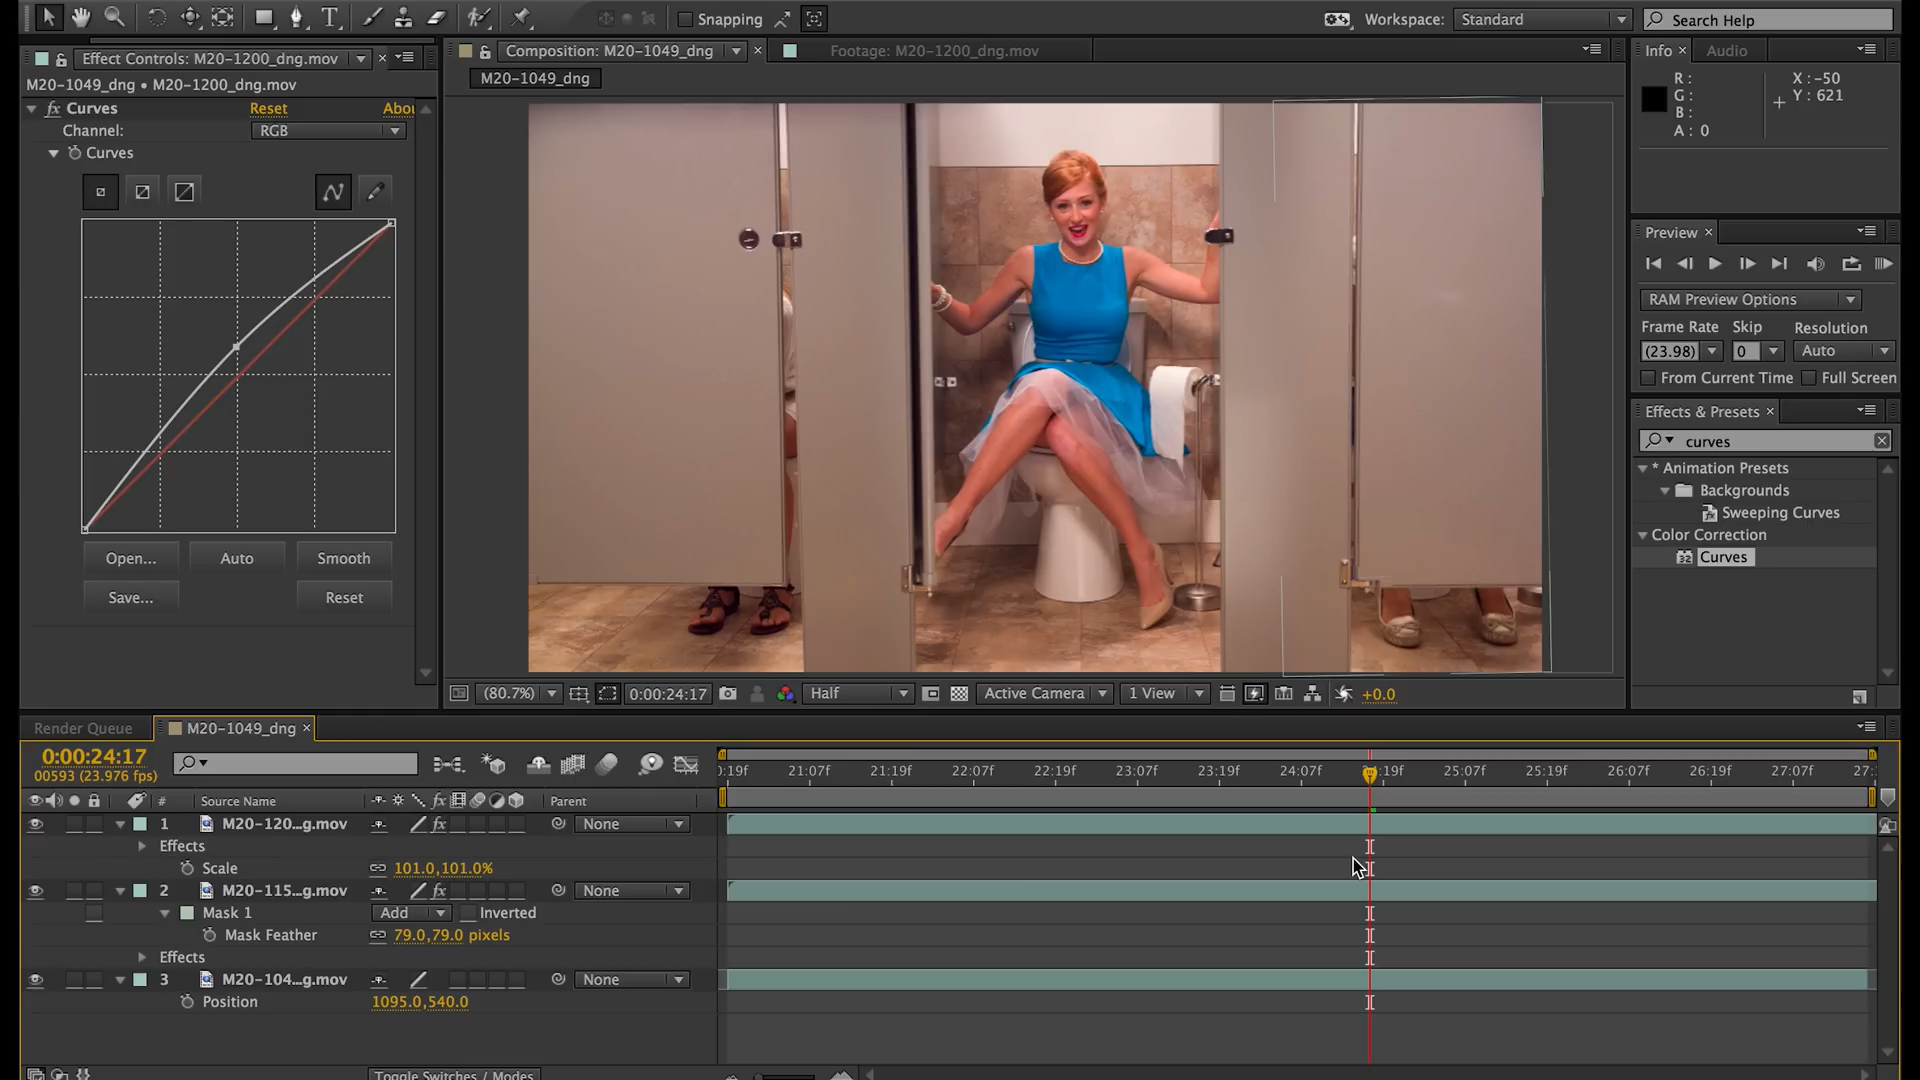 Snapping
Workspace: Standard
Search Help
Effect Controls: M20-1200_dng.mov
Composition: M20-1049_dng
Footage: M20-1200_dng.mov
Info
Audio
M20-1049_dng • M20-1200_dng.mov
M20-1049_dng
R :
G :
B :
A : 0
X : -50
Y : 621
Curves
Reset
Channel:
RGB
Curves
Open...
Auto
Smooth
Save...
Reset
Preview
RAM Preview Options
Frame Rate
Skip
Resolution
(23.98)
0
Auto
From Current Time
Full Screen
Effects & Presets
curves
* Animation Presets
Backgrounds
Sweeping Curves
Color Correction
32
Curves
(80.7%)
0:00:24:17
Half
Active Camera
1 View
+0.0
Render Queue
M20-1049_dng
0:00:24:17
00593 (23.976 fps)
21:07f
21:19f
22:07f
22:19f
23:07f
23:19f
24:07f
25:07f
25:19f
26:07f
26:19f
27:07f
#
Source Name
fx
Parent
1
M20-120...g.mov
fx
None
Effects
Scale
101.0,101.0%
2
M20-115...g.mov
fx
None
Mask 1
Add
Inverted
Mask Feather
79.0,79.0 pixels
Effects
3
M20-104...g.mov
None
Position
1095.0,540.0
Toggle Switches / Modes